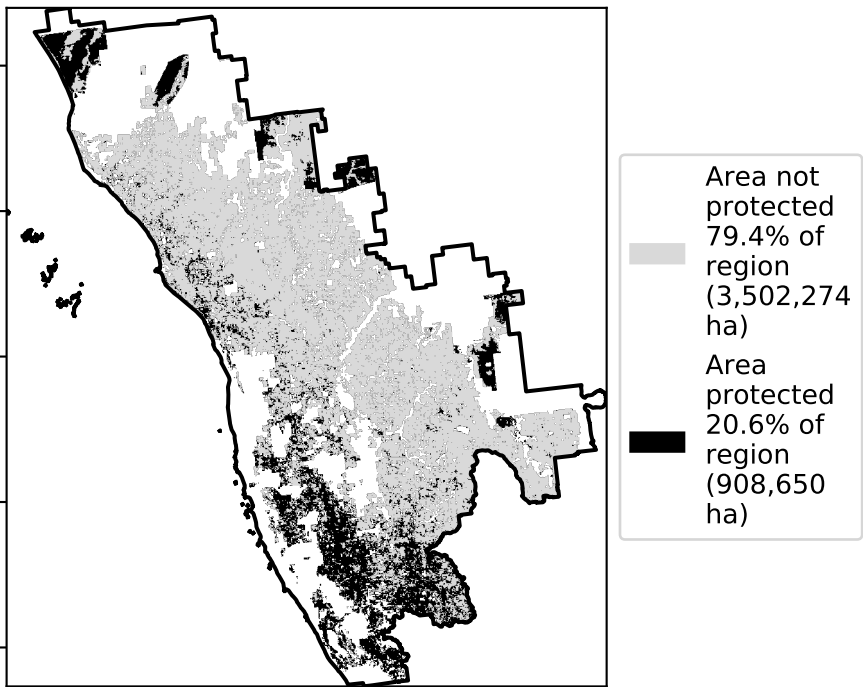 Area not
protected
79.4% of
region
(3,502,274
ha)
Area
protected
20.6% of
region
(908,650
ha)